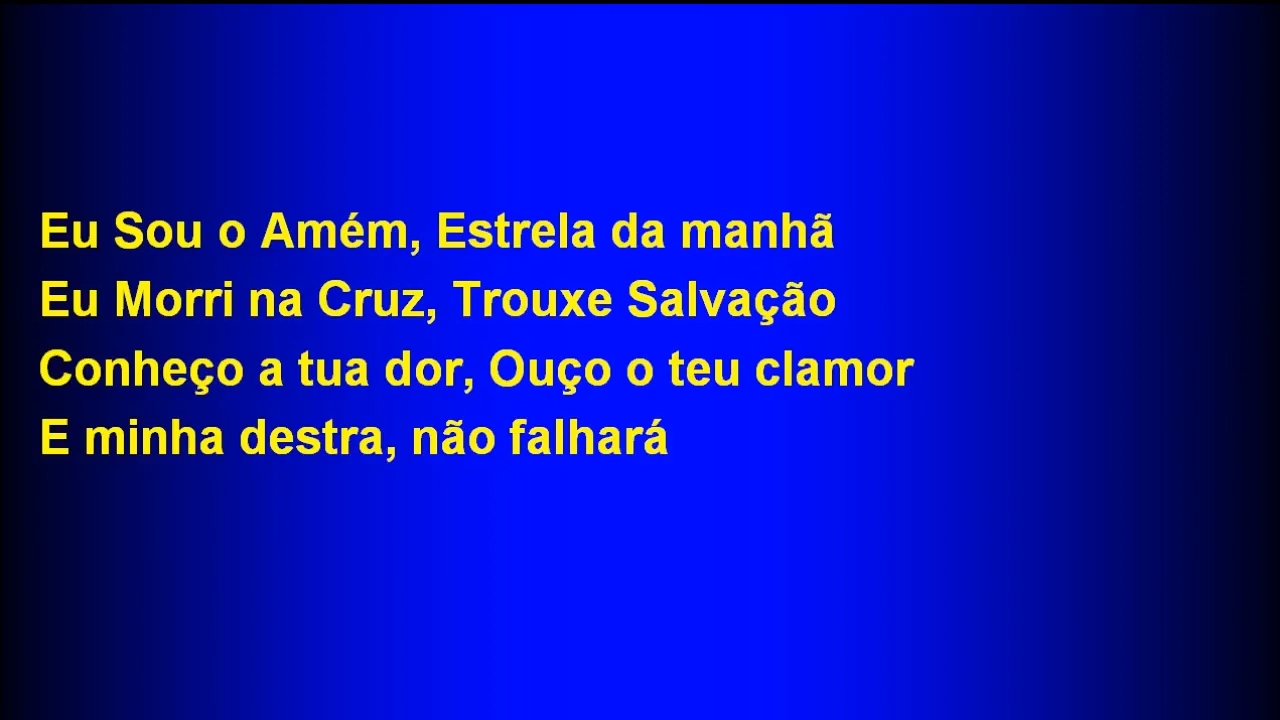 Eu Sou o Amém, Estrela da manhã
Eu Morri na Cruz, Trouxe Salvação
Conheço a tua dor, Ouço o teu clamor
E minha destra, não falhará